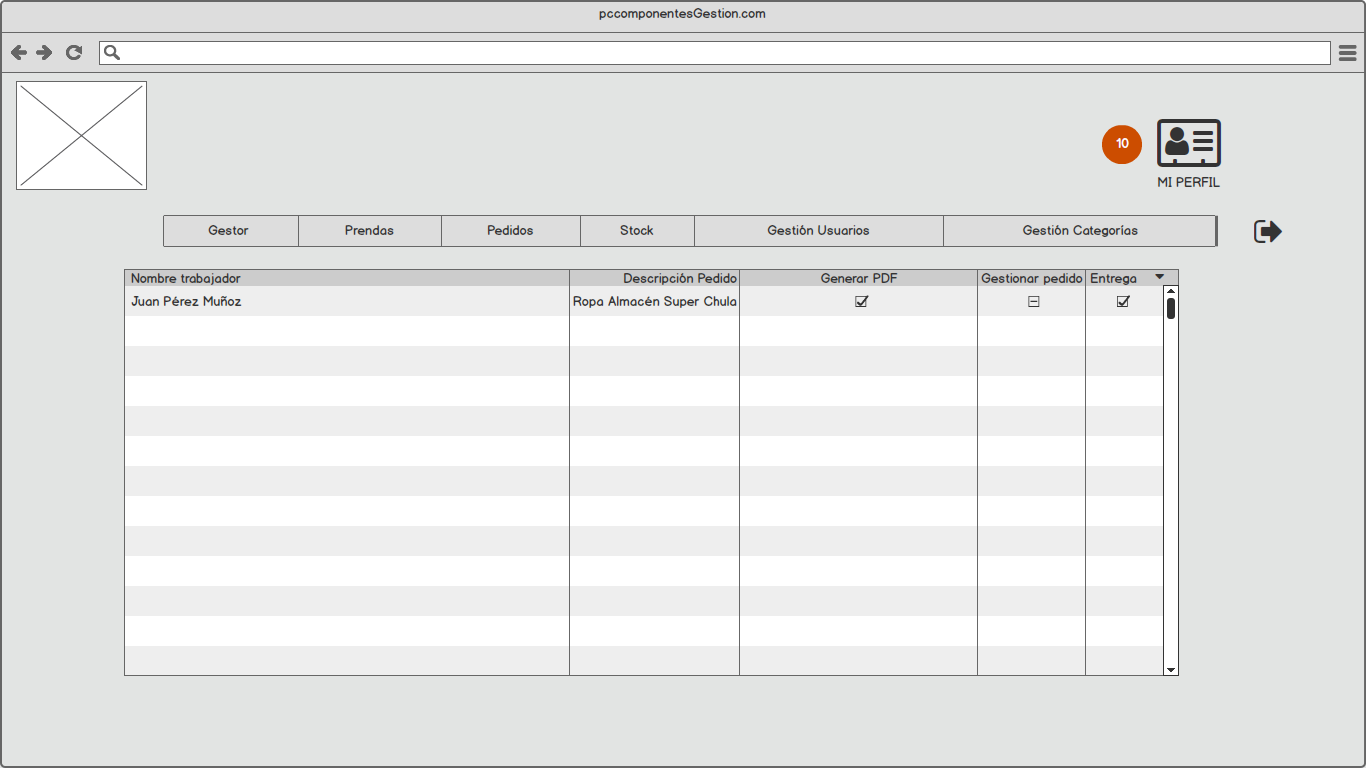 pccomponentesGestion.com
10
MI PERFIL
Gestor Prendas Pedidos Stock Gestión Usuarios Gestión Categorías
Nombre trabajador Descripción Pedido Generar PDF Gestionar pedido Entrega
Juan Pérez Muñoz Ropa Almacén Super Chula